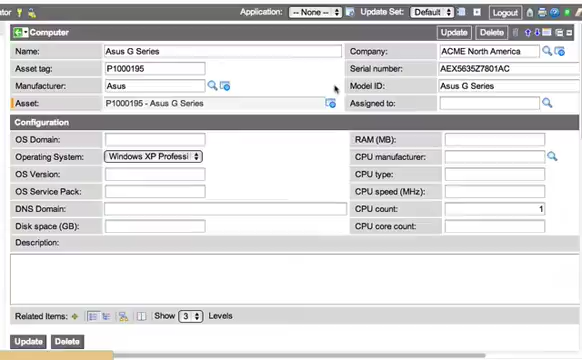 Application: -- None -- Update Set: Default Logout
Computer Update Delete
Name: Asus G Series Company: ACME North America
Asset tag: P1000195 Serial number: AEX5635Z7801AC
Manufacturer: Asus Model ID: Asus G Series
Asset: P1000195 - Asus G Series Assigned to:
Configuration
OS Domain: RAM (MB):
Operating System: Windows XP Professi CPU manufacturer:
OS Version: CPU type:
OS Service Pack: CPU speed (MHz):
DNS Domain: CPU count: 1
Disk space (GB): CPU core count:
Description:
Related Items: Show 3 Levels
Update Delete